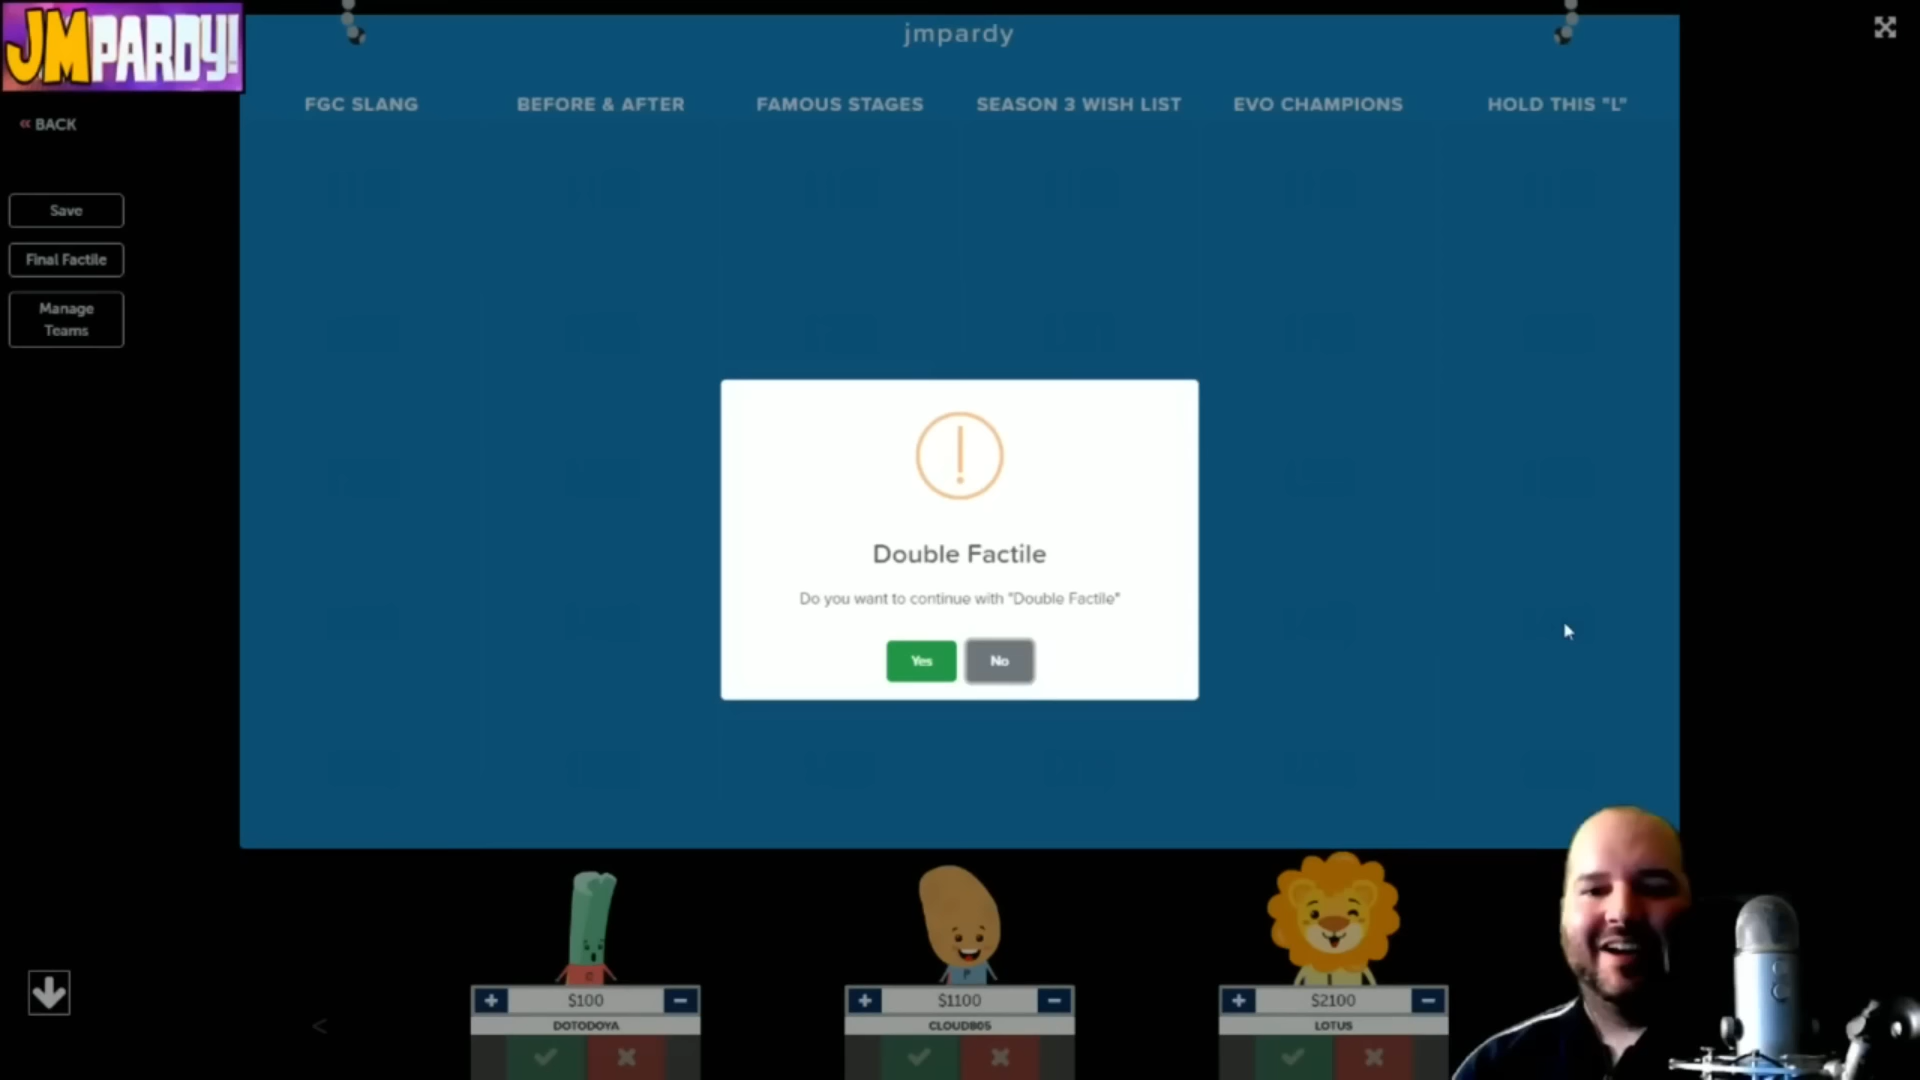 JMPARDY!
jmpardy
FGC SLANG
BEFORE & AFTER
FAMOUS STAGES
SEASON 3 WISH LIST
EVO CHAMPIONS
HOLD THIS "L"
« BACK
Save
Final Factile
Manage
Teams
Double Factile
Do you want to continue with "Double Factile"
Yes
No
+ $100 −
DOTODOYA
+ $1100 −
CLOUD805
+ $2100 −
LOTUS